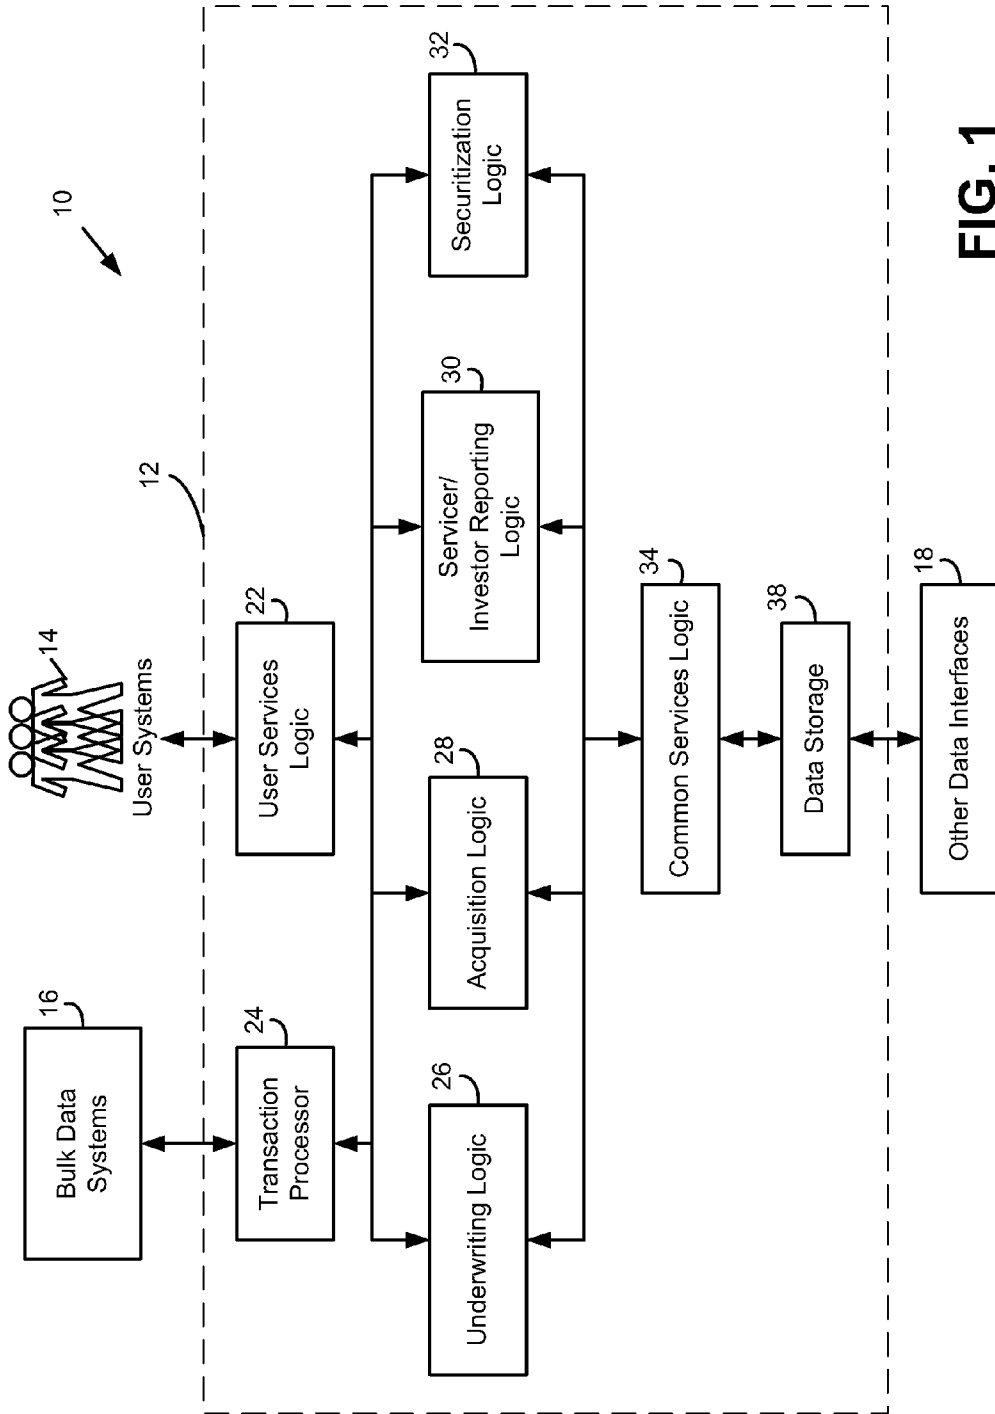 10
14
User Systems
16
Bulk Data
Systems
12
24
Transaction
Processor
22
User Services
Logic
26
Underwriting Logic
28
Acquisition Logic
30
Servicer/
Investor Reporting
Logic
32
Securitization
Logic
34
Common Services Logic
38
Data Storage
18
Other Data Interfaces
FIG. 1